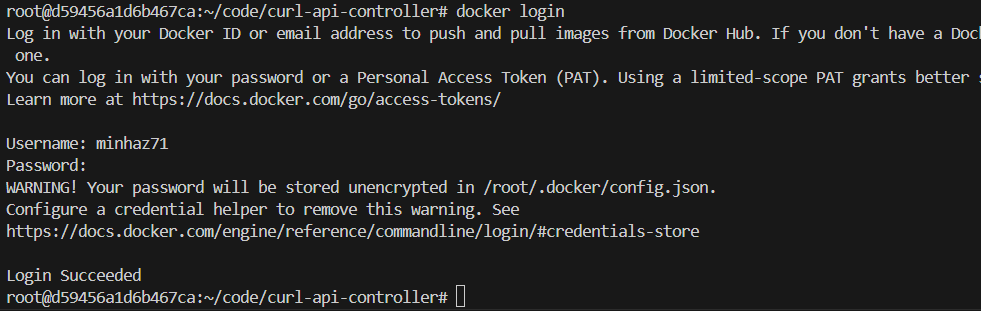 root@d59456a1d6b467ca:~/code/curl-api-controller# docker login
Log in with your Docker ID or email address to push and pull images from Docker Hub. If you don't have a
one.
You can log in with your password or a Personal Access Token (PAT). Using a limited-scope PAT grants better
Learn more at https://docs.docker.com/go/access-tokens/
Username: minhaz71
Password:
WARNING! Your password will be stored unencrypted in /root/.docker/config.json.
Configure a credential helper to remove this warning. See
https://docs.docker.com/engine/reference/commandline/login/#credentials-store
Login Succeeded
root@d59456a1d6b467ca:~/code/curl-api-controller#